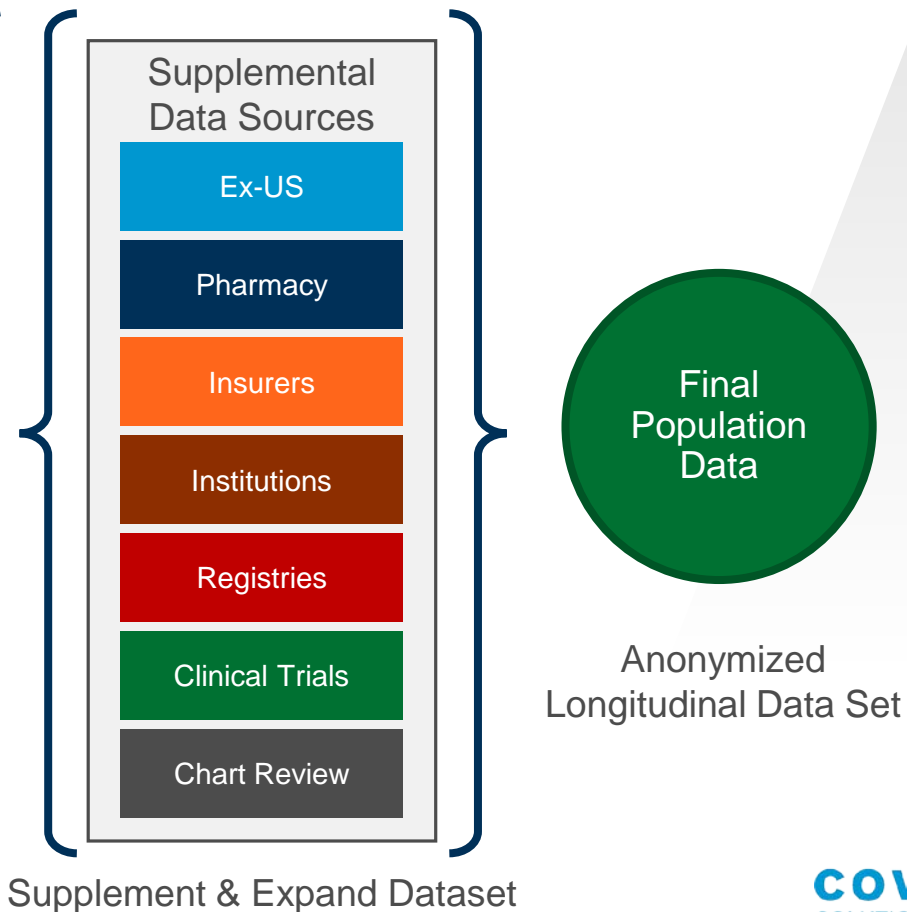 Supplemental
Data Sources
Ex-US
Pharmacy
Insurers
Institutions
Registries
Clinical Trials
Chart Review
Supplement & Expand Dataset
Final
Population
Data
Anonymized
Longitudinal Data Set